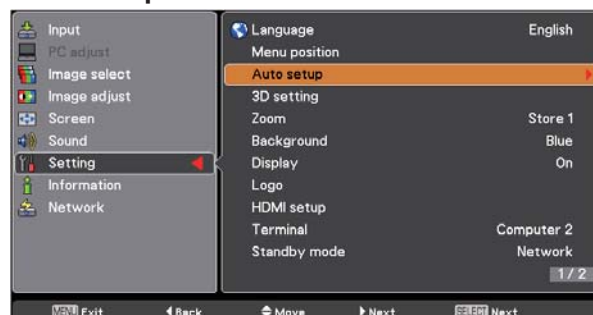 Input
PC adjust
Image select
Image adjust
Screen
Sound
Setting
Information
Network
Language English
Menu position
Auto setup
3D setting
Zoom Store 1
Background Blue
Display On
Logo
HDMI setup
Terminal Computer 2
Standby mode Network
1/2
MENU Exit Back Move Next SELECT Next